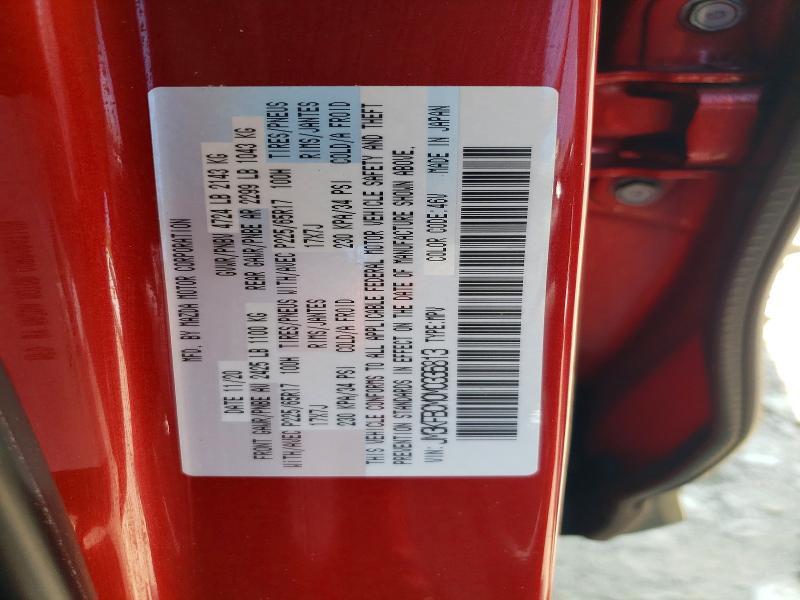 MFD. BY MAZDA MOTOR CORPORATION
DATE 11/20 GVWR/PNBV 4724 LB 2143 KG
FRONT GAWR/PNBE AV 2425 LB 1100 KG REAR GAWR/PNBE AR 2299 LB 1043 KG
WITH/AVEC P225/65R17 100H TIRES/PNEUS WITH/AVEC P225/65R17 100H TIRES/PNEUS
17X7J RIMS/JANTES 17X7J RIMS/JANTES
230 KPA/34 PSI COLD/A FROID 230 KPA/34 PSI COLD/A FROID
THIS VEHICLE CONFORMS TO ALL APPLICABLE FEDERAL MOTOR VEHICLE SAFETY AND THEFT
PREVENTION STANDARDS IN EFFECT ON THE DATE OF MANUFACTURE SHOWN ABOVE.
VIN: TYPE:MPV COLOR CODE:46V MADE IN JAPAN